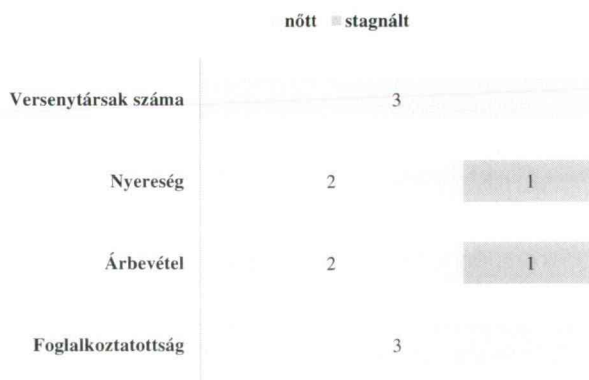 nőtt stagnált
Versenytársak száma 3
Nyereség 2 1
Árbevétel 2 1
Foglalkoztatottság 3